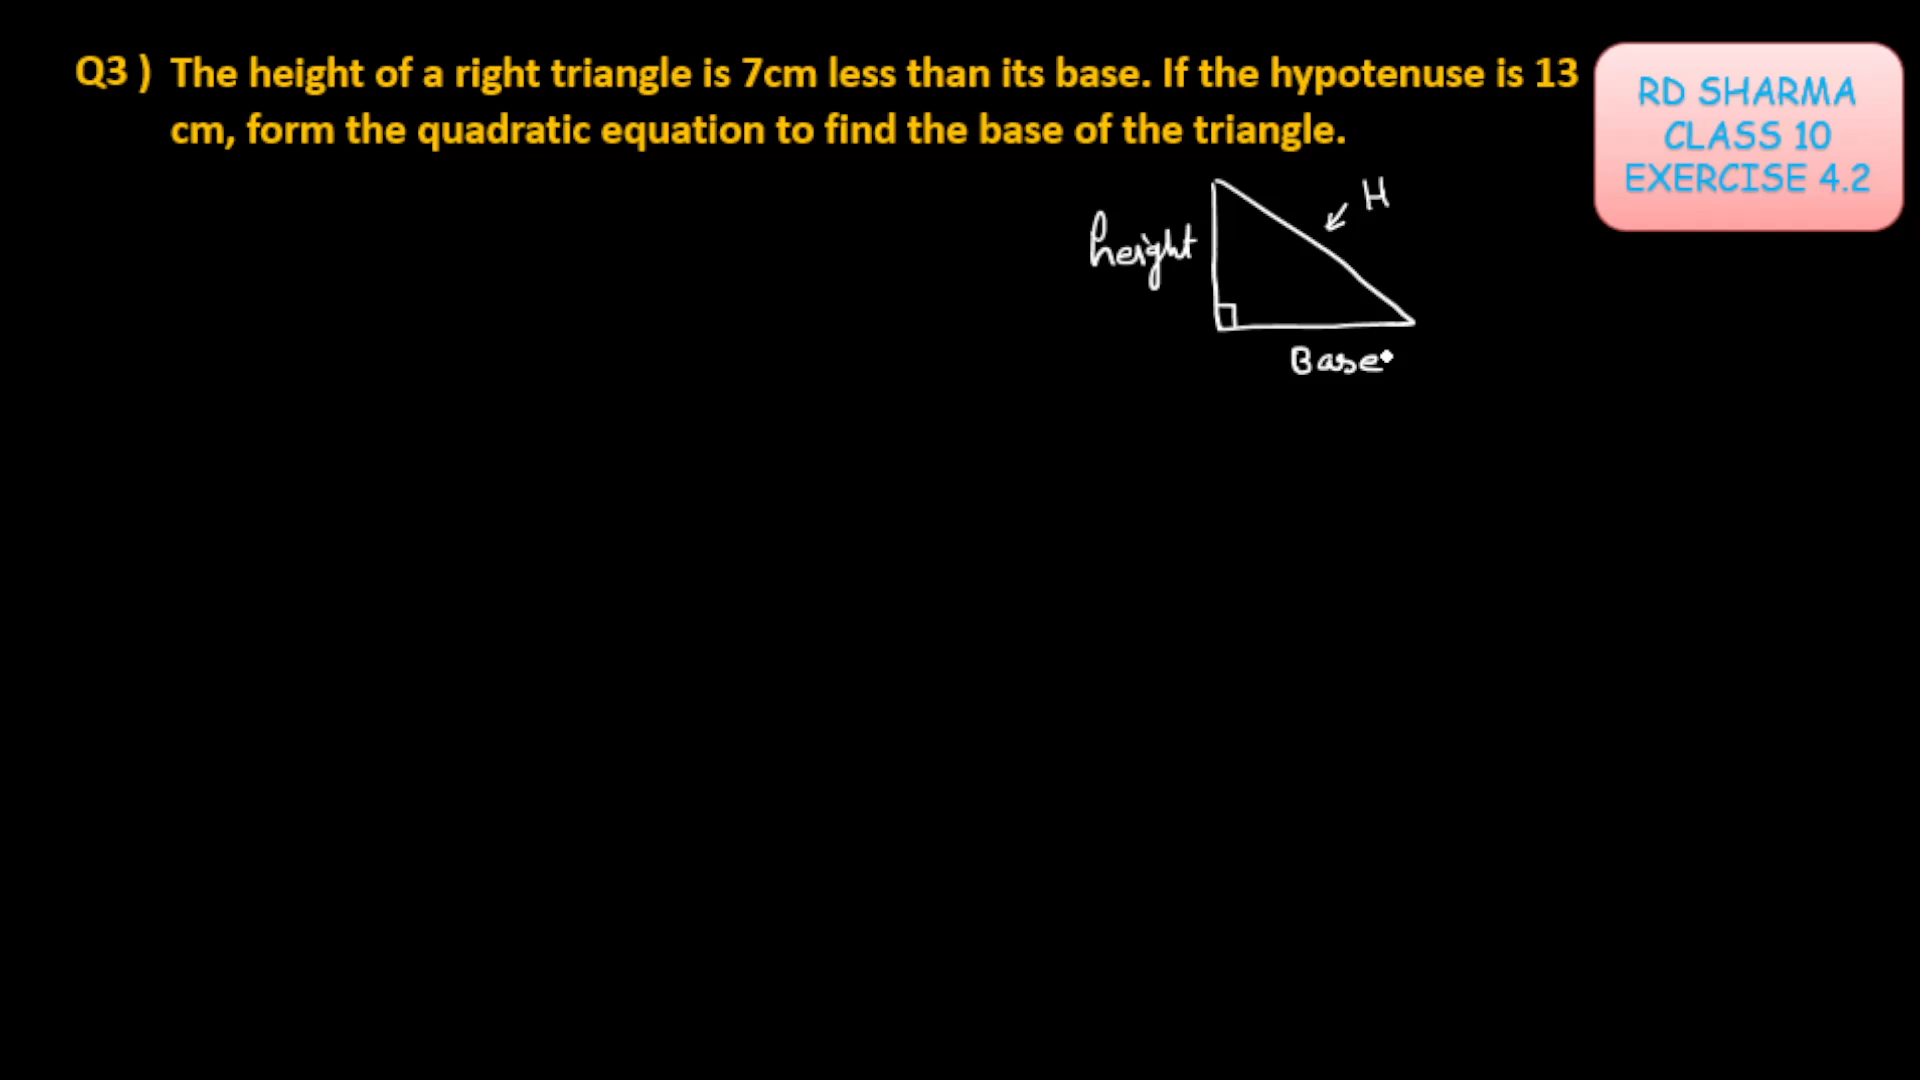 Q3 ) The height of a right triangle is 7cm less than its base. If the hypotenuse is 13
cm, form the quadratic equation to find the base of the triangle.
RD SHARMA
CLASS 10
EXERCISE 4.2
H
height
Base